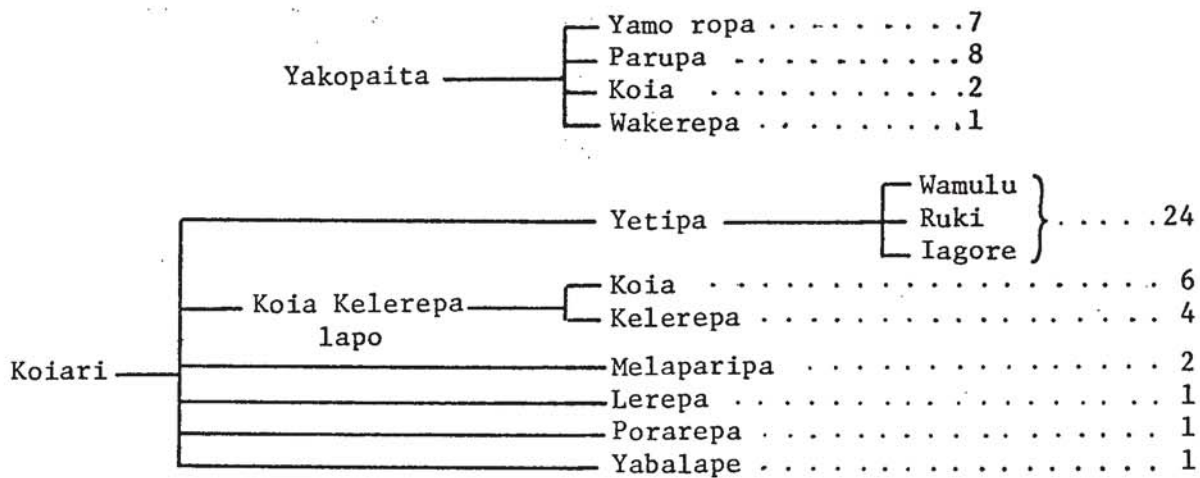 Yamo ropa . . . . . . . . . 7
Parupa . . . . . . . . . . 8
Yakopaita
Koia . . . . . . . . . . . 2
Wakerepa . . . . . . . . . 1
Wamulu
Yetipa Ruki } . . . . . 24
Iagore
Koia . . . . . . . . . . . . . . . . . . . 6
Koia Kelerepa
Kelerepa . . . . . . . . . . . . . . . . . 4
lapo
Koiari Melaparipa . . . . . . . . . . . . . . . 2
Lerepa . . . . . . . . . . . . . . . . . . 1
Porarepa . . . . . . . . . . . . . . . . . 1
Yabalape . . . . . . . . . . . . . . . . . 1